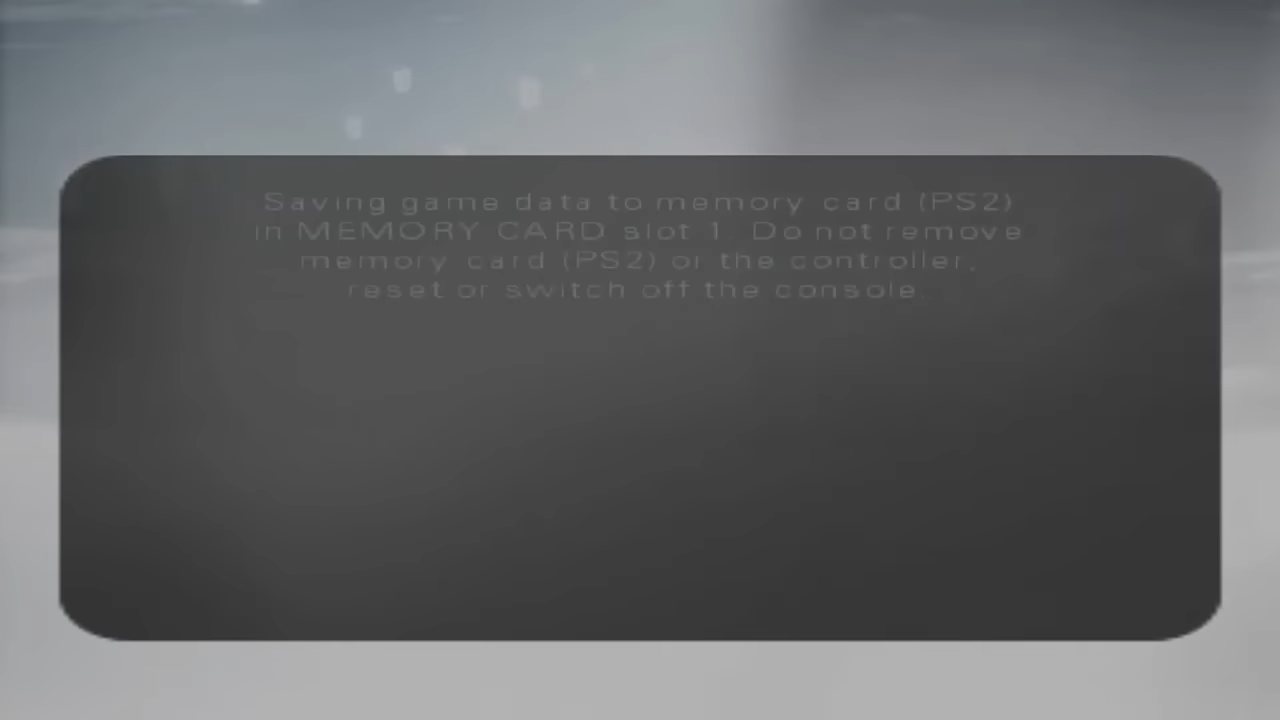 Saving game data to memory card (PS2)
in MEMORY CARD slot 1. Do not remove
memory card (PS2) or the controller,
reset or switch off the console.